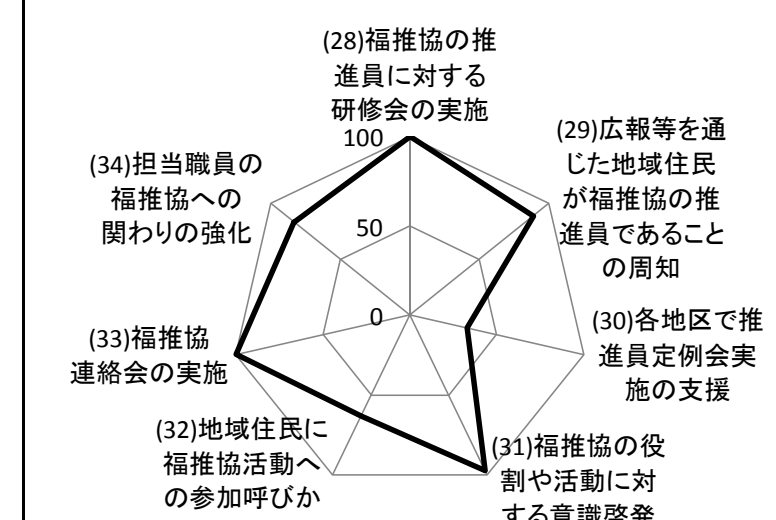 (28)福推協の推
進員に対する
研修会の実施
100
50
0
(29)広報等を通
じた地域住民
が福推協の推
進員であること
の周知
(30)各地区で推
進員定例会実
施の支援
(31)福推協の役
割や活動に対
する意識啓発
(32)地域住民に
福推協活動へ
の参加呼びか
(33)福推協
連絡会の実施
(34)担当職員の
福推協への
関わりの強化